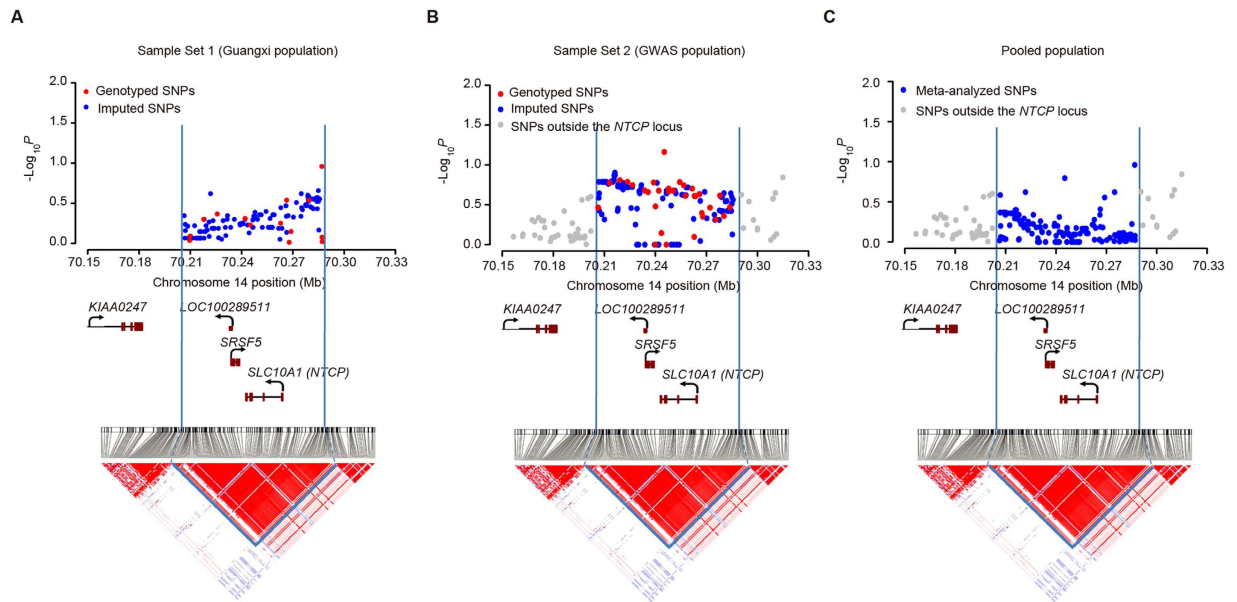 A
Sample Set 1 (Guangxi population)
2.0
1.5
1.0
0.5
0.0
-Log10P
Genotyped SNPs
Imputed SNPs
70.15
70.18
70.21
70.24
70.27
70.30
70.33
Chromosome 14 position (Mb)
KIAA0247
LOC100289511
SRSF5
SLC10A1 (NTCP)
B
Sample Set 2 (GWAS population)
2.0
1.5
1.0
0.5
0.0
-Log10P
Genotyped SNPs
Imputed SNPs
SNPs outside the NTCP locus
70.15
70.18
70.21
70.24
70.27
70.30
70.33
Chromosome 14 position (Mb)
KIAA0247
LOC100289511
SRSF5
SLC10A1 (NTCP)
C
Pooled population
2.0
1.5
1.0
0.5
0.0
-Log10P
Meta-analyzed SNPs
SNPs outside the NTCP locus
70.15
70.18
70.21
70.24
70.27
70.30
70.33
Chromosome 14 position (Mb)
KIAA0247
LOC100289511
SRSF5
SLC10A1 (NTCP)